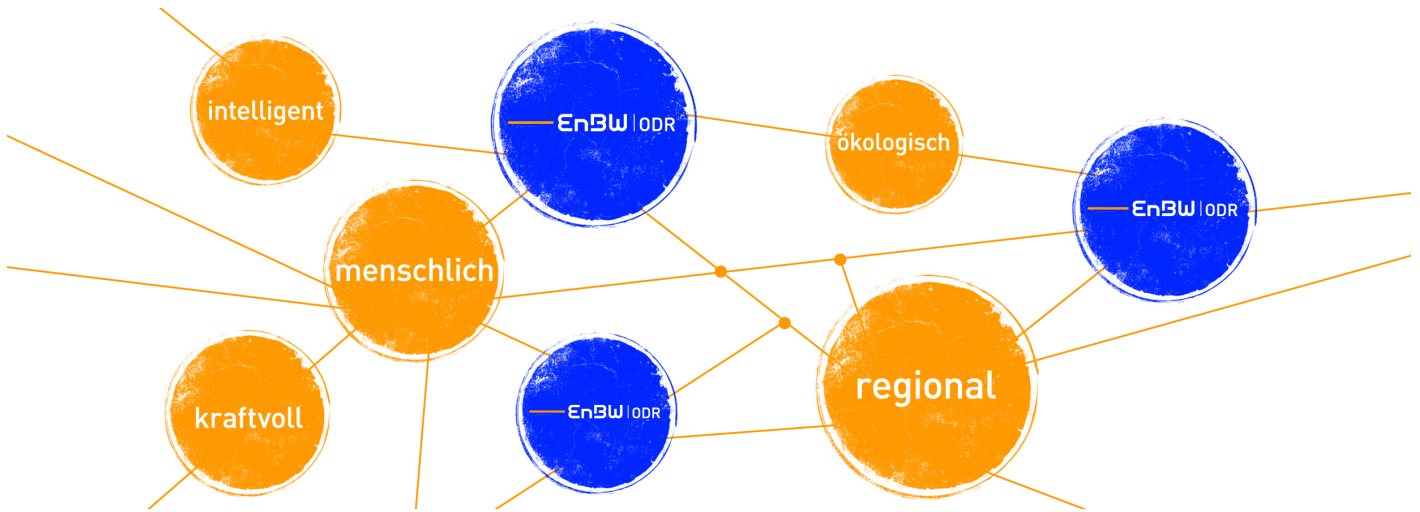 intelligent
EnBW | ODR
ökologisch
EnBW | ODR
menschlich
regional
kraftvoll
EnBW | ODR